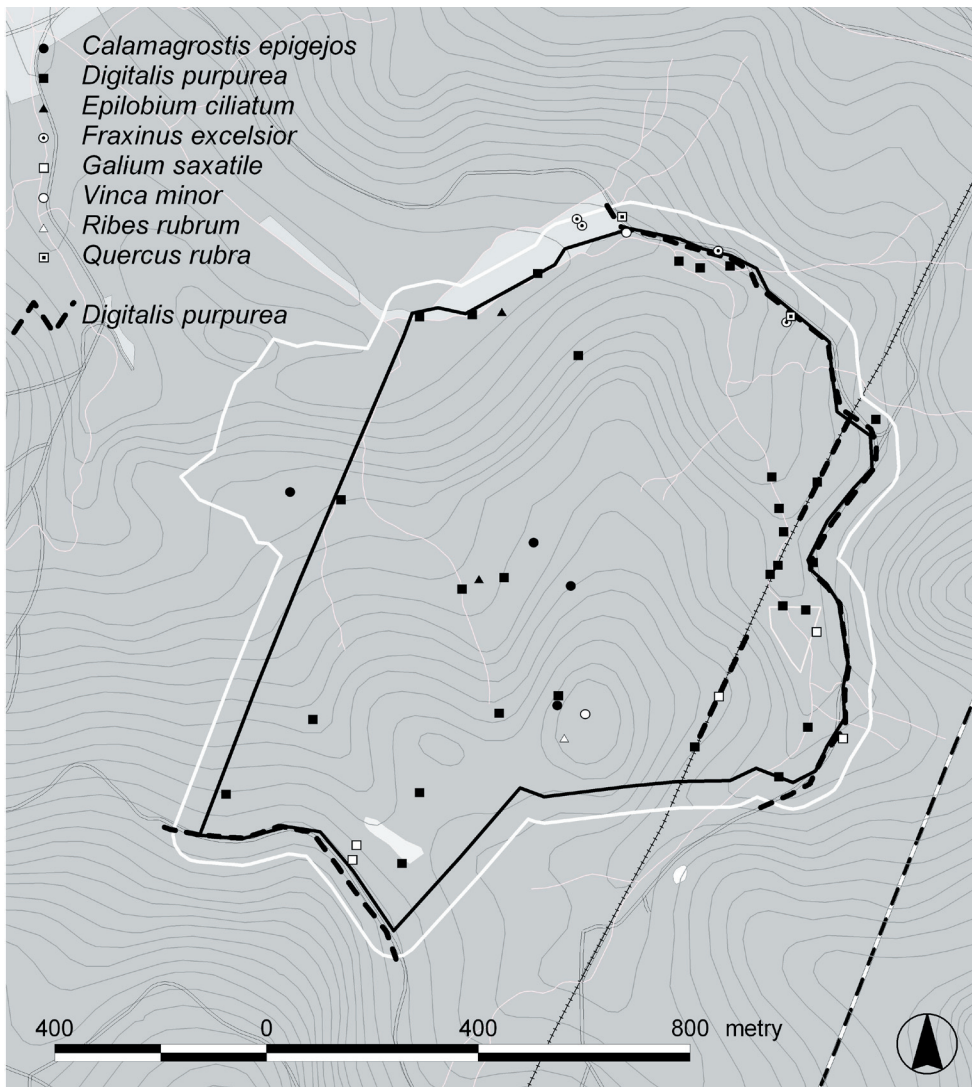 Calamagrostis epigejos
Digitalis purpurea
Epilobium ciliatum
Fraxinus excelsior
Galium saxatile
Vinca minor
Ribes rubrum
Quercus rubra
Digitalis purpurea
400 0 400 800 metry